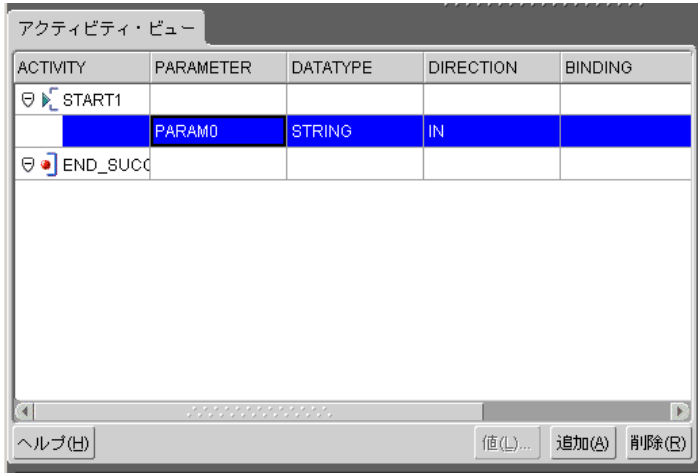 アクティビティ・ビュー
ACTIVITY PARAMETER DATATYPE DIRECTION BINDING
START1
PARAM0 STRING IN
END_SUCC
ヘルプ(H) 値(L)... 追加(A) 削除(R)